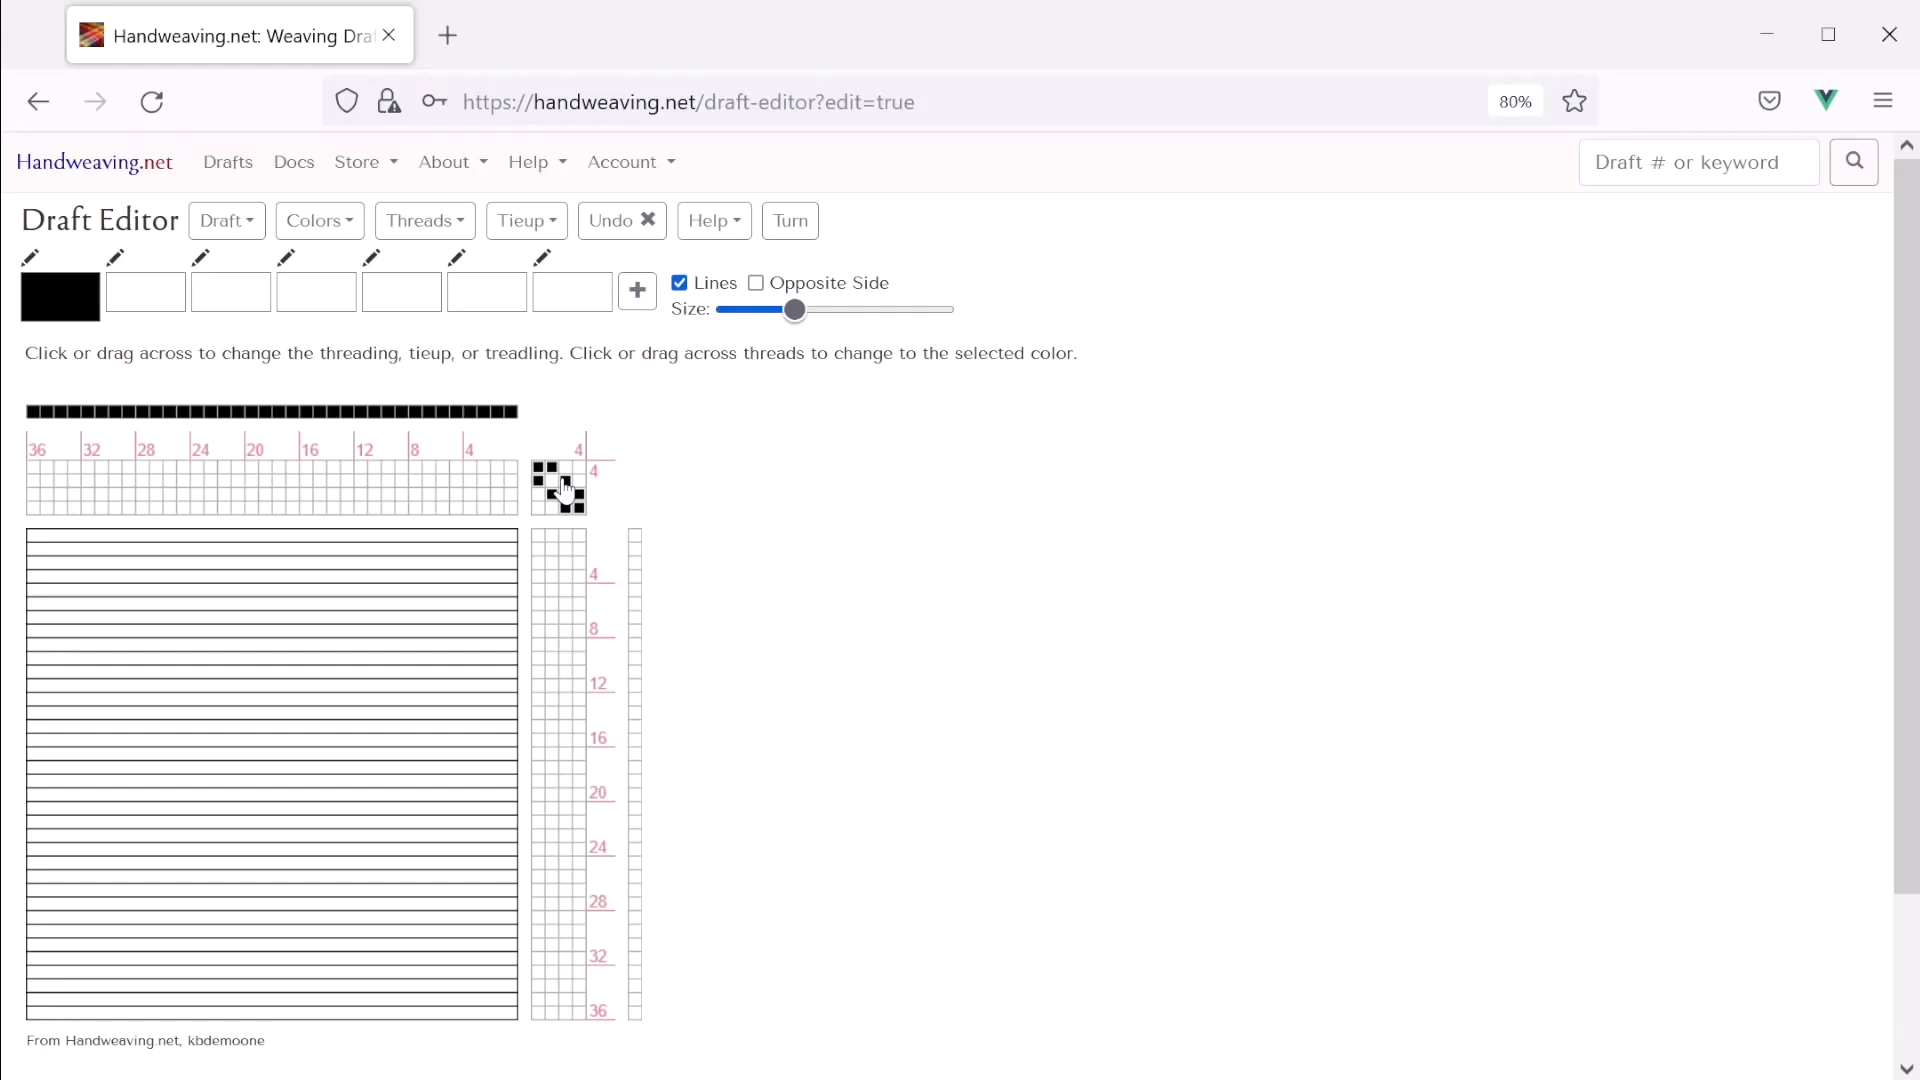 Handweaving.net: Weaving Dra
https://handweaving.net/draft-editor?edit=true
80%
Handweaving.net Drafts Docs Store About Help Account Draft # or keyword
Draft Editor Draft Colors Threads Tieup Undo Help Turn
Lines Opposite Side
Size:
Click or drag across to change the threading, tieup, or treadling. Click or drag across threads to change to the selected color.
36 32 28 24 20 16 12 8 4 4
4
4
8
12
16
20
24
28
32
36
From Handweaving.net, kbdemoone